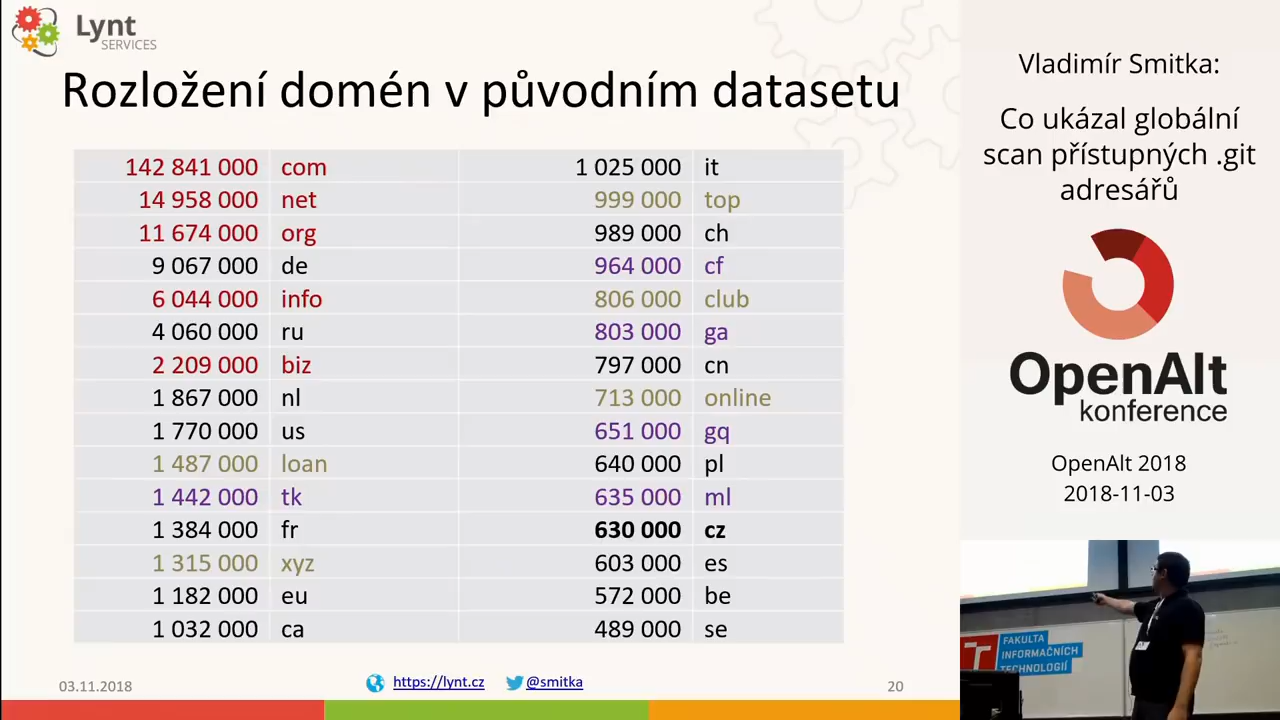 Lynt
SERVICES
Rozložení domén v původním datasetu
142 841 000 com
14 958 000 net
11 674 000 org
9 067 000 de
6 044 000 info
4 060 000 ru
2 209 000 biz
1 867 000 nl
1 770 000 us
1 487 000 loan
1 442 000 tk
1 384 000 fr
1 315 000 xyz
1 182 000 eu
1 032 000 ca
1 025 000 it
999 000 top
989 000 ch
964 000 cf
806 000 club
803 000 ga
797 000 cn
713 000 online
651 000 gq
640 000 pl
635 000 ml
630 000 cz
603 000 es
572 000 be
489 000 se
03.11.2018
https://lynt.cz
@smitka
20
Vladimír Smitka:
Co ukázal globální
scan přístupných .git
adresářů
OpenAlt
konference
OpenAlt 2018
2018-11-03
FAKULTA
INFORMAČNÍCH
TECHNOLOGIÍ